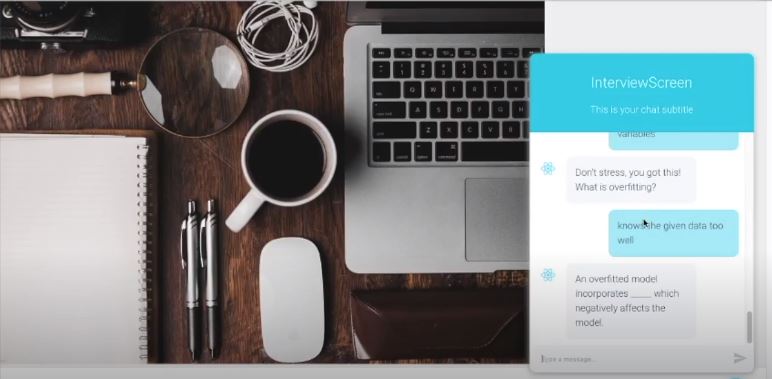 InterviewScreen
This is your chat subtitle
variables
Don't stress, you got this!
What is overfitting?
knows the given data too
well
An overfitted model
incorporates ____ which
negatively affects the
model.
Type a message...